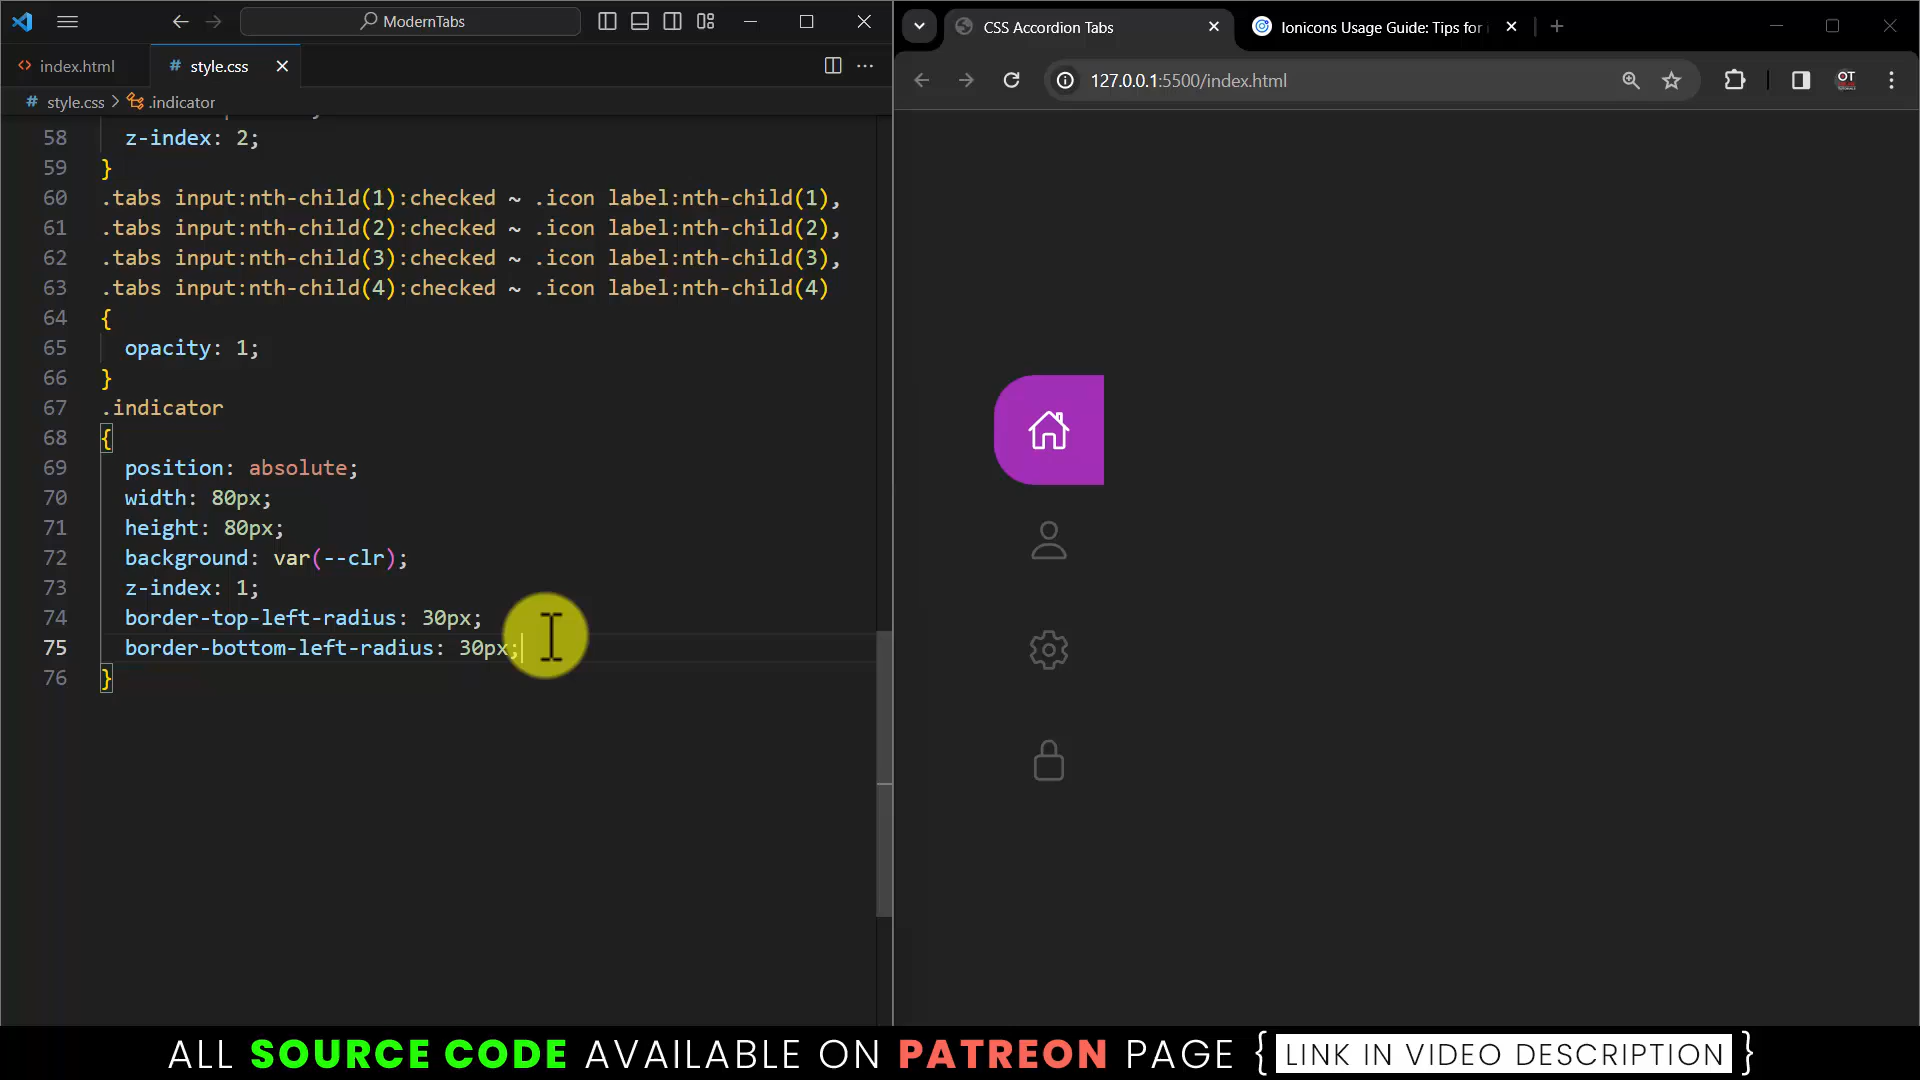 ModernTabs
index.html
# style.css
# style.css > .indicator
58 z-index: 2;
59 }
60 .tabs input:nth-child(1):checked ~ .icon label:nth-child(1),
61 .tabs input:nth-child(2):checked ~ .icon label:nth-child(2),
62 .tabs input:nth-child(3):checked ~ .icon label:nth-child(3),
63 .tabs input:nth-child(4):checked ~ .icon label:nth-child(4)
64 {
65 opacity: 1;
66 }
67 .indicator
68 {
69 position: absolute;
70 width: 80px;
71 height: 80px;
72 background: var(--clr);
73 z-index: 1;
74 border-top-left-radius: 30px;
75 border-bottom-left-radius: 30px;
76 }
CSS Accordion Tabs
Ionicons Usage Guide: Tips for
127.0.0.1:5500/index.html
OT
ALL SOURCE CODE AVAILABLE ON PATREON PAGE { LINK IN VIDEO DESCRIPTION }